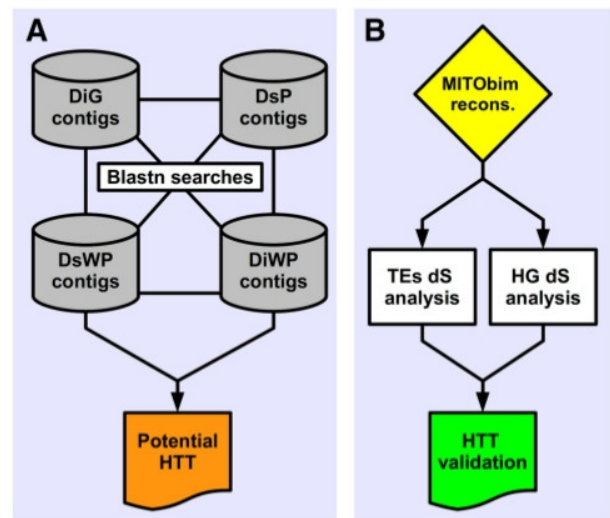 A
DiG
contigs
DsP
contigs
Blastn searches
DsWP
contigs
DiWP
contigs
Potential
HTT
B
MITObim
recons.
TEs dS
analysis
HG dS
analysis
HTT
validation